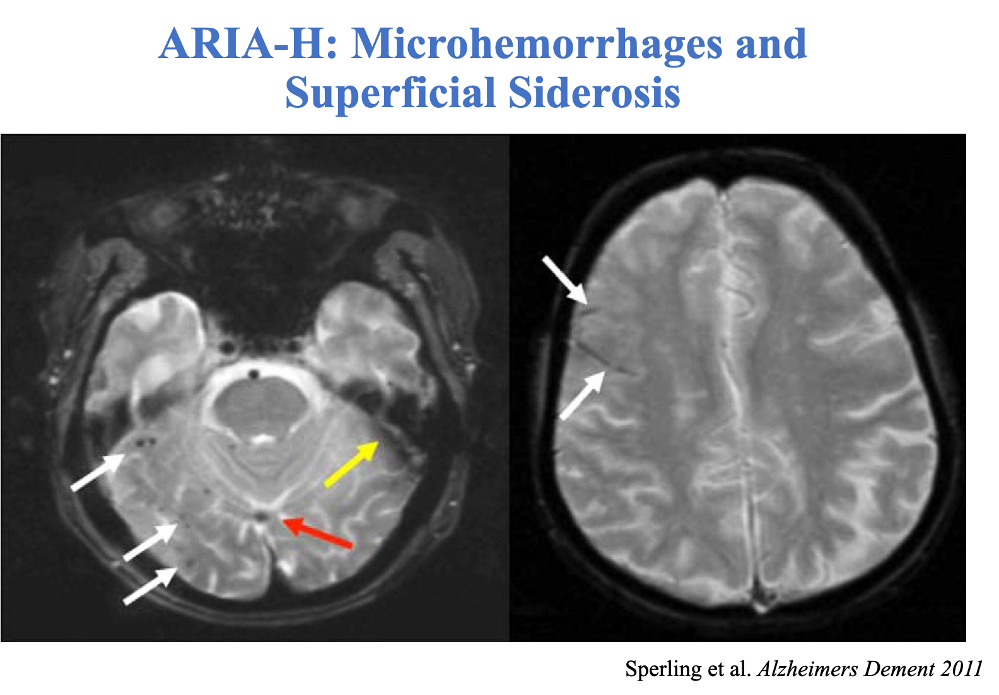 ARIA-H: Microhemorrhages and
Superficial Siderosis
Sperling et al. Alzheimers Dement 2011